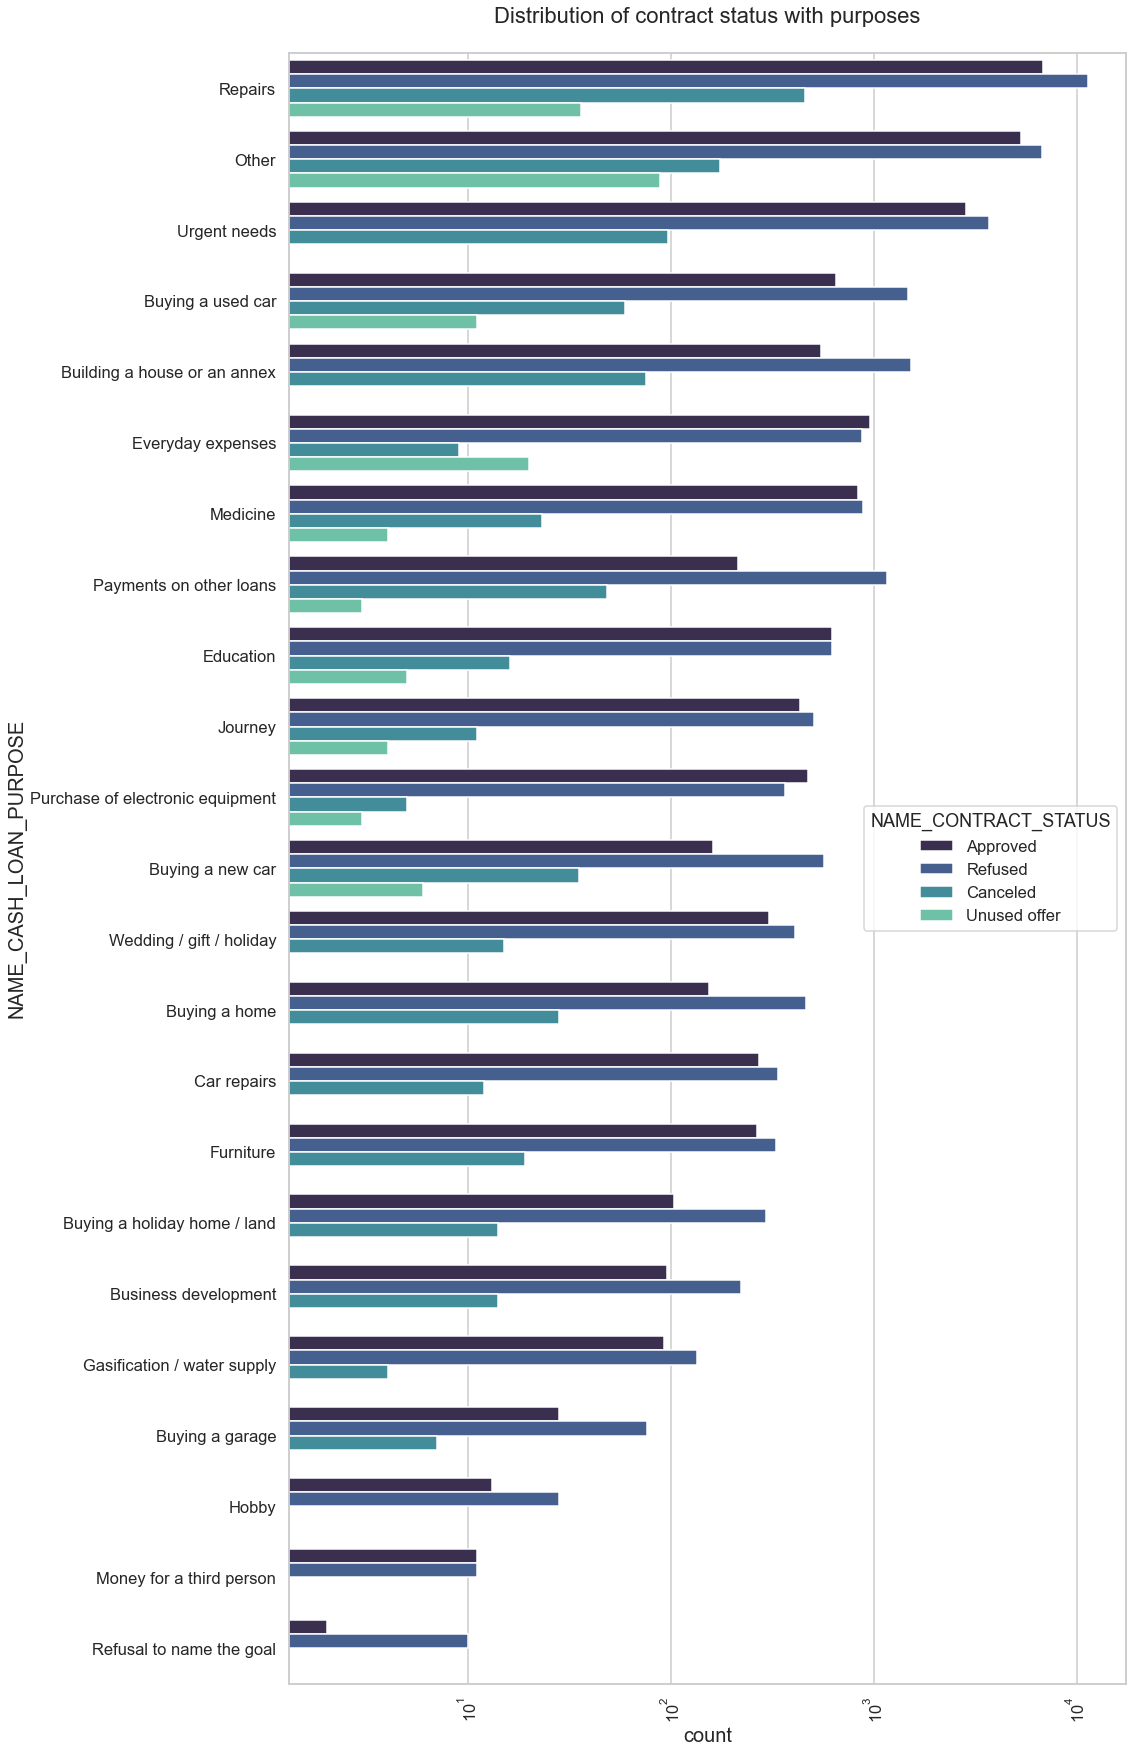 Distribution of contract status with purposes
NAME_CASH_LOAN_PURPOSE
Repairs
Other
Urgent needs
Buying a used car
Building a house or an annex
Everyday expenses
Medicine
Payments on other loans
Education
Journey
Purchase of electronic equipment
Buying a new car
Wedding / gift / holiday
Buying a home
Car repairs
Furniture
Buying a holiday home / land
Business development
Gasification / water supply
Buying a garage
Hobby
Money for a third person
Refusal to name the goal
NAME_CONTRACT_STATUS
Approved
Refused
Canceled
Unused offer
10¹
10²
10³
10⁴
count